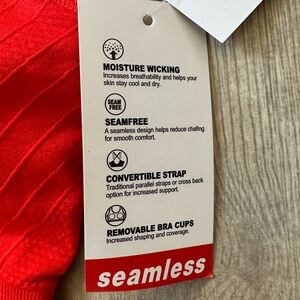 MOISTURE WICKING
Increases breathability and helps your
skin stay cool and dry.
SEAM
FREE
SEAMFREE
A seamless design helps reduce chafing
for smooth comfort.
CONVERTIBLE STRAP
Traditional parallel straps or cross back
option for increased support.
REMOVABLE BRA CUPS
Increased shaping and coverage.
seamless